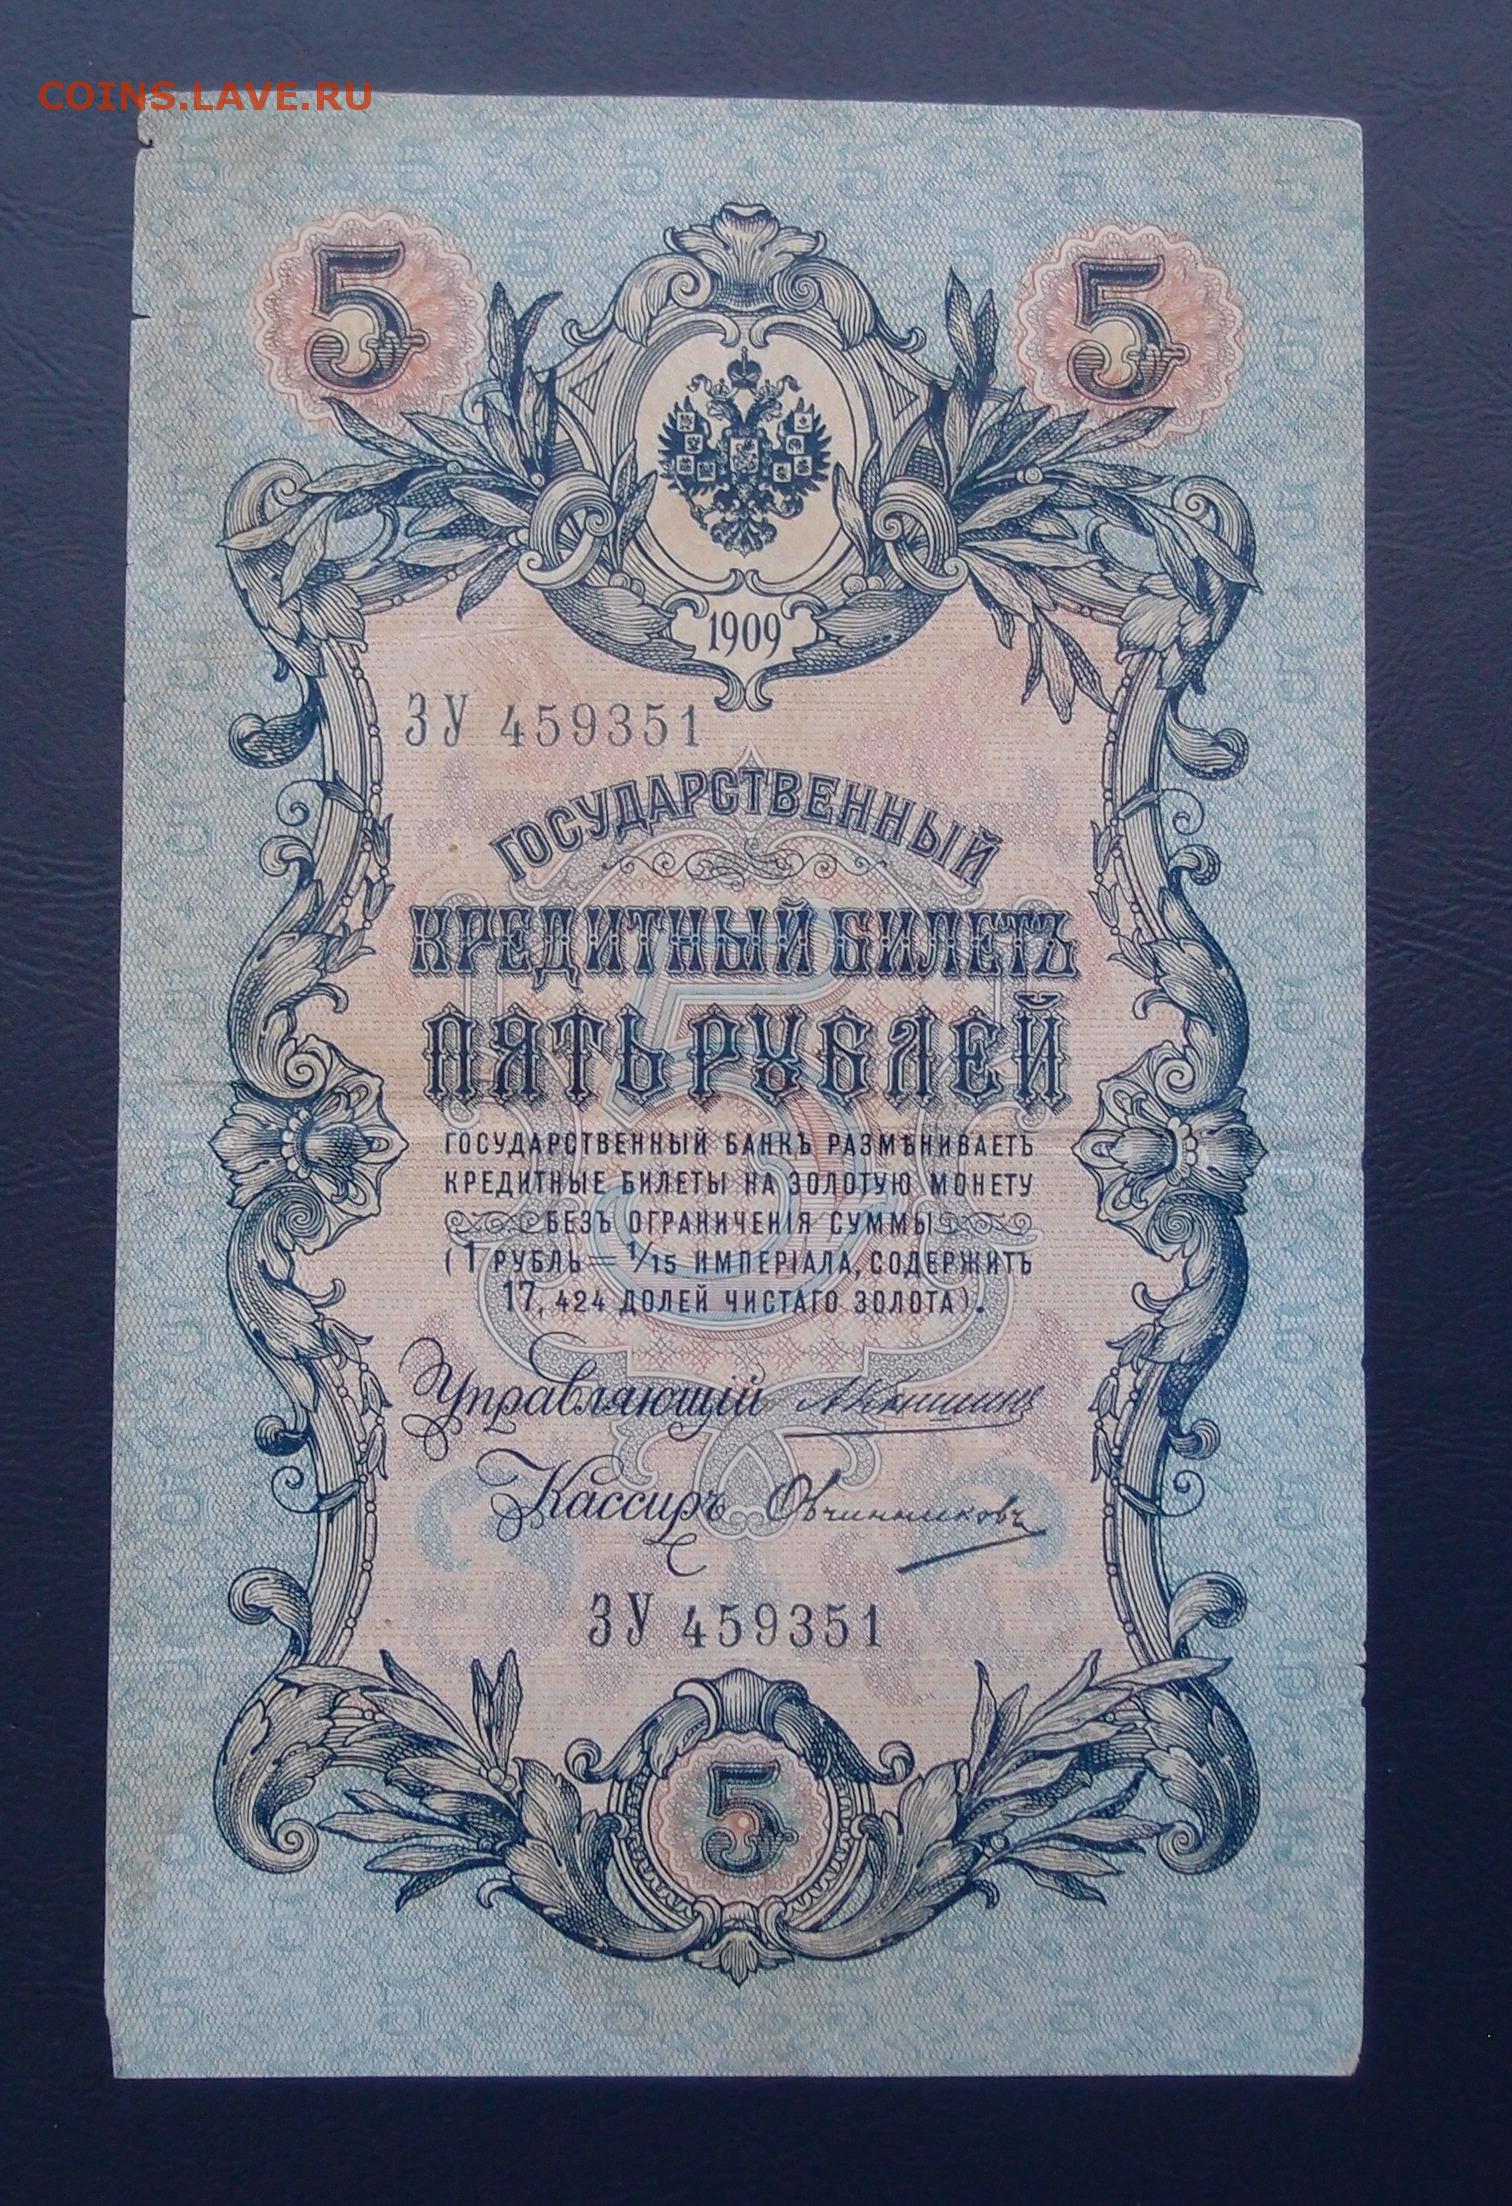 COINS.LAVE.RU
5 5
1909
ЗУ 459351
ГОСУДАРСТВЕННЫЙ
КРЕДИТНЫЙ БИЛЕТЪ
ПЯТЬ РУБЛЕЙ
ГОСУДАРСТВЕННЫЙ БАНКЪ РАЗМѢНИВАЕТЪ
КРЕДИТНЫЕ БИЛЕТЫ НА ЗОЛОТУЮ МОНЕТУ
БЕЗЪ ОГРАНИЧЕНІЯ СУММЫ
(1 РУБЛЬ = 1/15 ИМПЕРІАЛА, СОДЕРЖИТЪ
17,424 ДОЛЕЙ ЧИСТАГО ЗОЛОТА).
Управляющій АКоншинъ
Кассиръ Овчинниковъ
ЗУ 459351
5